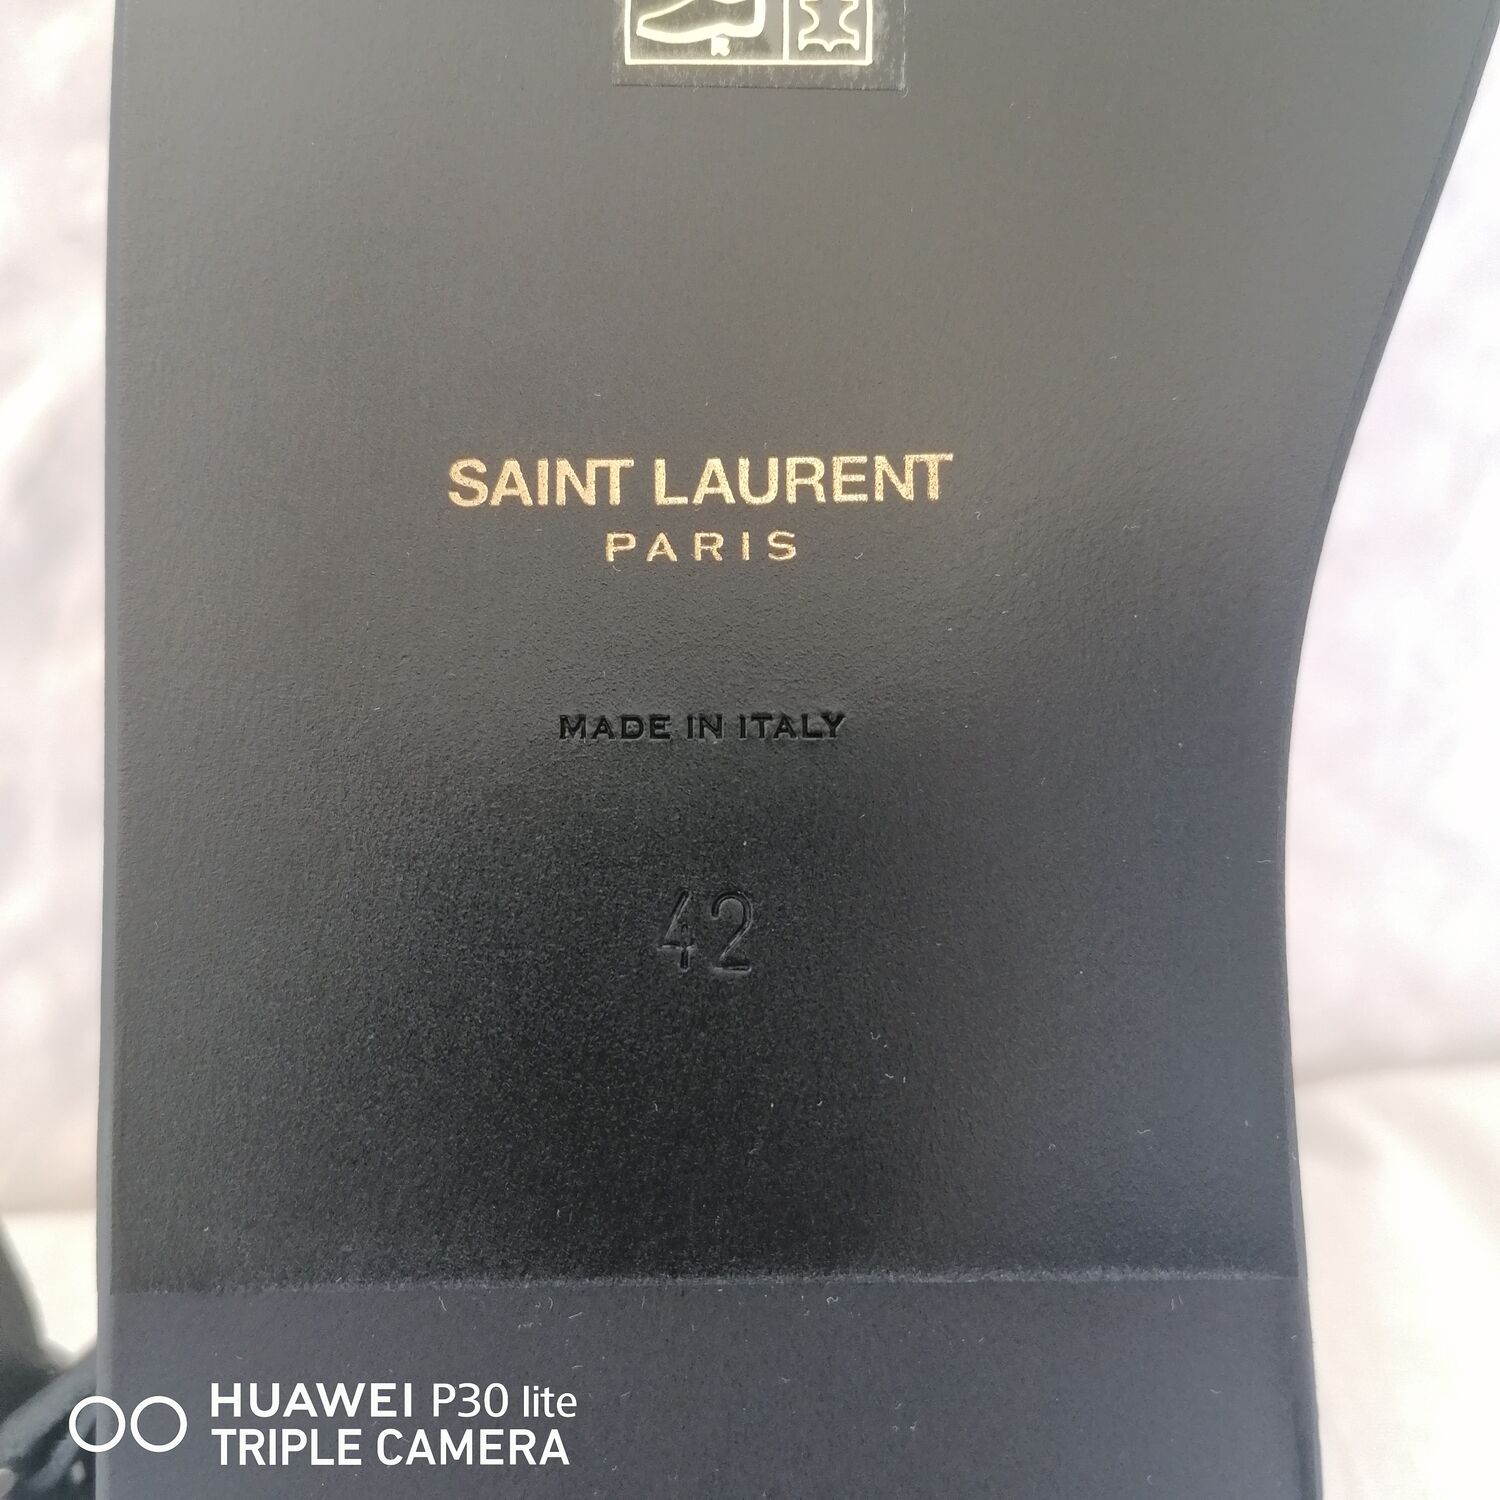 SAINT LAURENT
PARIS
MADE IN ITALY
42
HUAWEI P30 lite
TRIPLE CAMERA